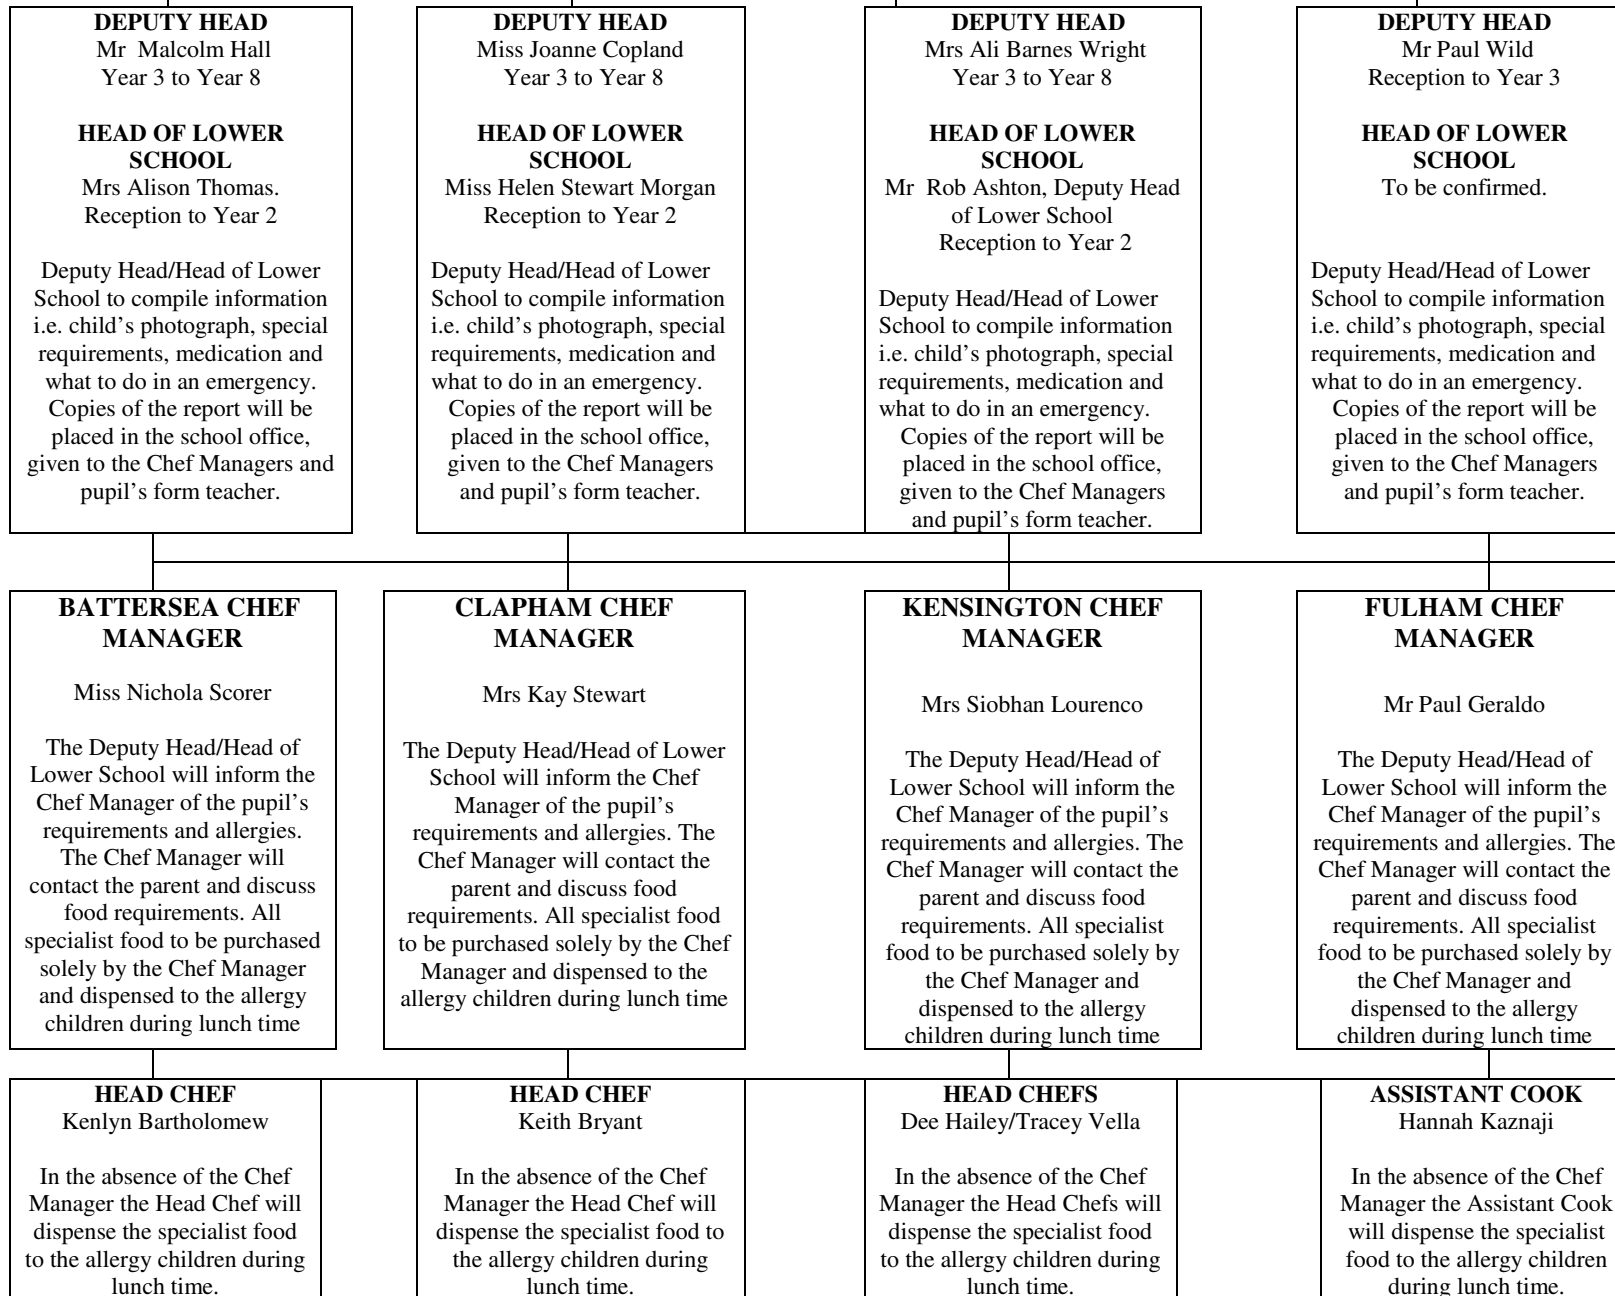 DEPUTY HEAD
Mr Malcolm Hall
Year 3 to Year 8
HEAD OF LOWER
SCHOOL
Mrs Alison Thomas.
Reception to Year 2
Deputy Head/Head of Lower
School to compile information
i.e. child's photograph, special
requirements, medication and
what to do in an emergency.
Copies of the report will be
placed in the school office,
given to the Chef Managers and
pupil's form teacher.
DEPUTY HEAD
Miss Joanne Copland
Year 3 to Year 8
HEAD OF LOWER
SCHOOL
Miss Helen Stewart Morgan
Reception to Year 2
Deputy Head/Head of Lower
School to compile information
i.e. child's photograph, special
requirements, medication and
what to do in an emergency.
Copies of the report will be
placed in the school office,
given to the Chef Managers
and pupil's form teacher.
DEPUTY HEAD
Mrs Ali Barnes Wright
Year 3 to Year 8
HEAD OF LOWER
SCHOOL
Mr Rob Ashton, Deputy Head
of Lower School
Reception to Year 2
Deputy Head/Head of Lower
School to compile information
i.e. child's photograph, special
requirements, medication and
what to do in an emergency.
Copies of the report will be
placed in the school office,
given to the Chef Managers
and pupil's form teacher.
DEPUTY HEAD
Mr Paul Wild
Reception to Year 3
HEAD OF LOWER
SCHOOL
To be confirmed.
Deputy Head/Head of Lower
School to compile information
i.e. child's photograph, special
requirements, medication and
what to do in an emergency.
Copies of the report will be
placed in the school office,
given to the Chef Managers
and pupil's form teacher.
BATTERSEA CHEF
MANAGER
Miss Nichola Scorer
The Deputy Head/Head of
Lower School will inform the
Chef Manager of the pupil's
requirements and allergies.
The Chef Manager will
contact the parent and discuss
food requirements. All
specialist food to be purchased
solely by the Chef Manager
and dispensed to the allergy
children during lunch time
CLAPHAM CHEF
MANAGER
Mrs Kay Stewart
The Deputy Head/Head of Lower
School will inform the Chef
Manager of the pupil's
requirements and allergies. The
Chef Manager will contact the
parent and discuss food
requirements. All specialist food
to be purchased solely by the Chef
Manager and dispensed to the
allergy children during lunch time
KENSINGTON CHEF
MANAGER
Mrs Siobhan Lourenco
The Deputy Head/Head of
Lower School will inform the
Chef Manager of the pupil's
requirements and allergies. The
Chef Manager will contact the
parent and discuss food
requirements. All specialist
food to be purchased solely by
the Chef Manager and
dispensed to the allergy
children during lunch time
FULHAM CHEF
MANAGER
Mr Paul Geraldo
The Deputy Head/Head of
Lower School will inform the
Chef Manager of the pupil's
requirements and allergies. The
Chef Manager will contact the
parent and discuss food
requirements. All specialist
food to be purchased solely by
the Chef Manager and
dispensed to the allergy
children during lunch time
HEAD CHEF
Kenlyn Bartholomew
In the absence of the Chef
Manager the Head Chef will
dispense the specialist food
to the allergy children during
lunch time.
HEAD CHEF
Keith Bryant
In the absence of the Chef
Manager the Head Chef will
dispense the specialist food to
the allergy children during
lunch time.
HEAD CHEFS
Dee Hailey/Tracey Vella
In the absence of the Chef
Manager the Head Chefs will
dispense the specialist food
to the allergy children during
lunch time.
ASSISTANT COOK
Hannah Kaznaji
In the absence of the Chef
Manager the Assistant Cook
will dispense the specialist
food to the allergy children
during lunch time.